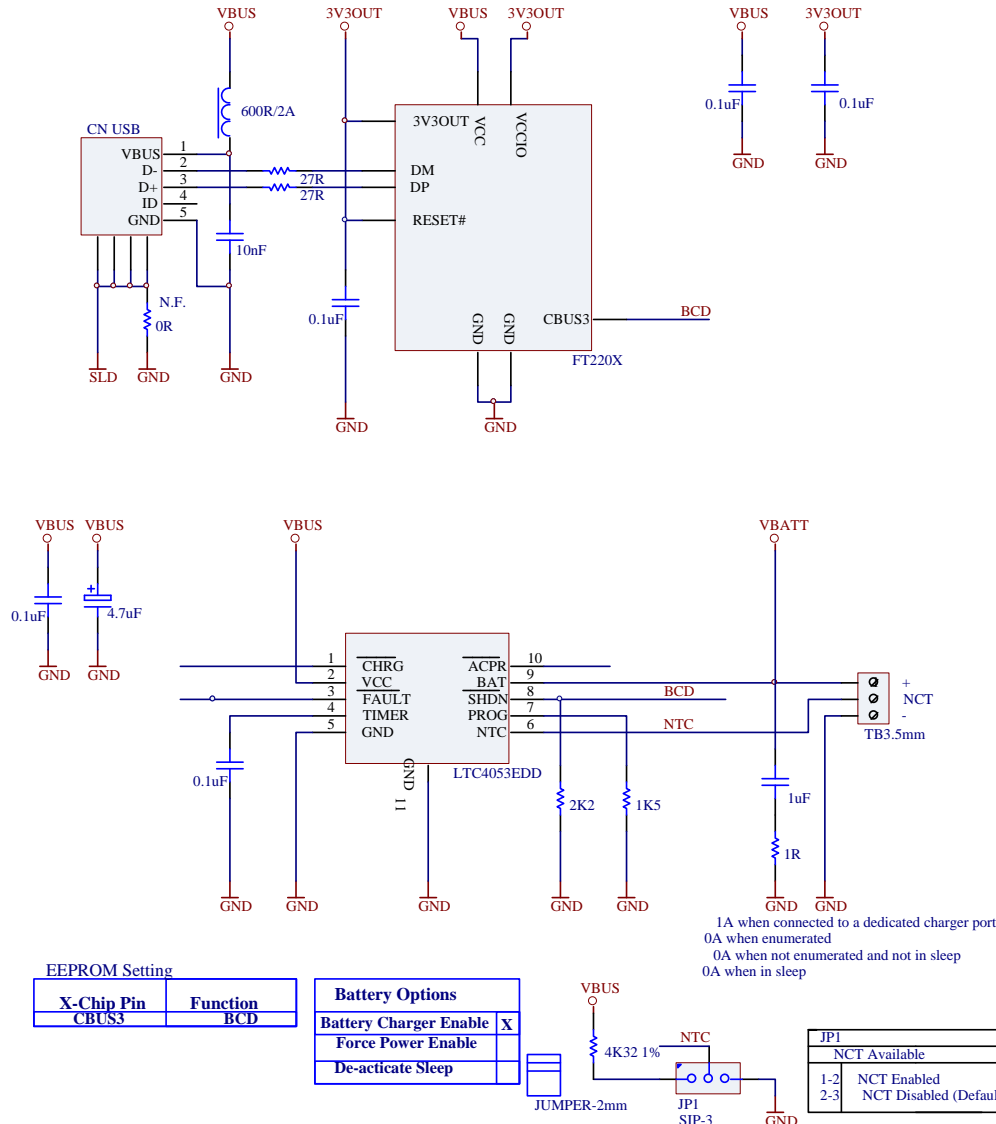 VBUS 3V3OUT VBUS 3V3OUT VBUS 3V3OUT
600R/2A
0.1uF 0.1uF
CN USB
3V3OUT
VCC
VCCIO
VBUS 1
D- 2
DM
27R
D+ 3
DP
27R
ID 4
GND 5
RESET#
GND GND
10nF
N.F.
0R
0.1uF
GND
GND
CBUS3
BCD
FT220X
SLD GND GND
GND GND
VBUS VBUS VBUS VBATT
0.1uF 4.7uF
GND GND
1 CHRG ACPR 10
2 VCC BAT 9
3 FAULT SHDN 8 BCD
4 TIMER PROG 7
5 GND NTC 6 NTC
+
NCT
-
TB3.5mm
GND
11
LTC4053EDD
0.1uF
2K2 1K5 1uF
1R
GND GND GND GND GND GND GND
1A when connected to a dedicated charger port
0A when enumerated
0A when not enumerated and not in sleep
0A when in sleep
EEPROM Setting
X-Chip Pin Function
CBUS3 BCD
Battery Options
Battery Charger Enable X
Force Power Enable
De-acticate Sleep
JUMPER-2mm
VBUS
4K32 1%
NTC
JP1
SIP-3
GND
JP1
NCT Available
1-2 NCT Enabled
2-3 NCT Disabled (Defaul